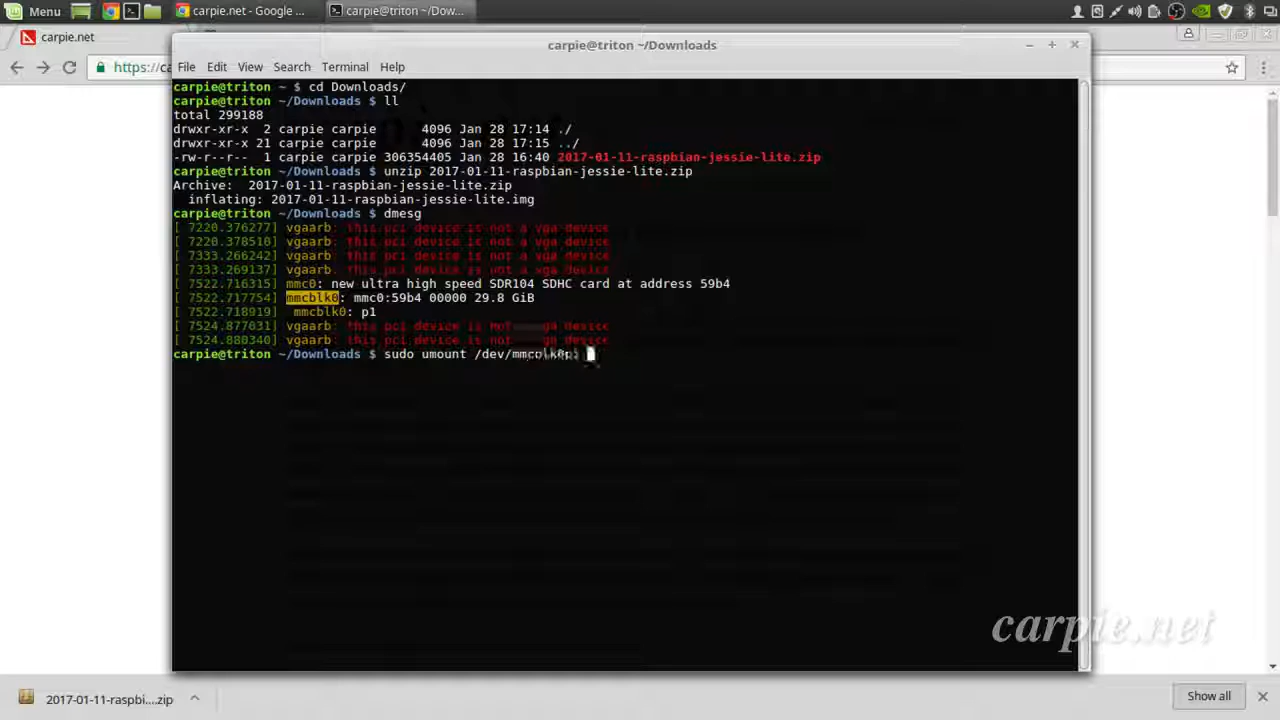 Menu
carpie.net - Google ...
carpie@triton ~/Dow...
carpie.net
https://ca
carpie@triton ~/Downloads
File Edit View Search Terminal Help
carpie@triton ~ $ cd Downloads/
carpie@triton ~/Downloads $ ll
total 299188
drwxr-xr-x 2 carpie carpie 4096 Jan 28 17:14 ./
drwxr-xr-x 21 carpie carpie 4096 Jan 28 17:15 ../
-rw-r--r-- 1 carpie carpie 306354405 Jan 28 16:40 2017-01-11-raspbian-jessie-lite.zip
carpie@triton ~/Downloads $ unzip 2017-01-11-raspbian-jessie-lite.zip
Archive: 2017-01-11-raspbian-jessie-lite.zip
inflating: 2017-01-11-raspbian-jessie-lite.img
carpie@triton ~/Downloads $ dmesg
[ 7220.376277] vgaarb: this pci device is not a vga device
[ 7220.378510] vgaarb: this pci device is not a vga device
[ 7333.266242] vgaarb: this pci device is not a vga device
[ 7333.269137] vgaarb: this pci device is not a vga device
[ 7522.716315] mmc0: new ultra high speed SDR104 SDHC card at address 59b4
[ 7522.717754] mmcblk0: mmc0:59b4 00000 29.8 GiB
[ 7522.718919] mmcblk0: p1
[ 7524.877031] vgaarb: this pci device is not ga device
[ 7524.880340] vgaarb: this pci device is not ga device
carpie@triton ~/Downloads $ sudo umount /dev/mmcblk0p1
carpie.net
2017-01-11-raspbi....zip
Show all